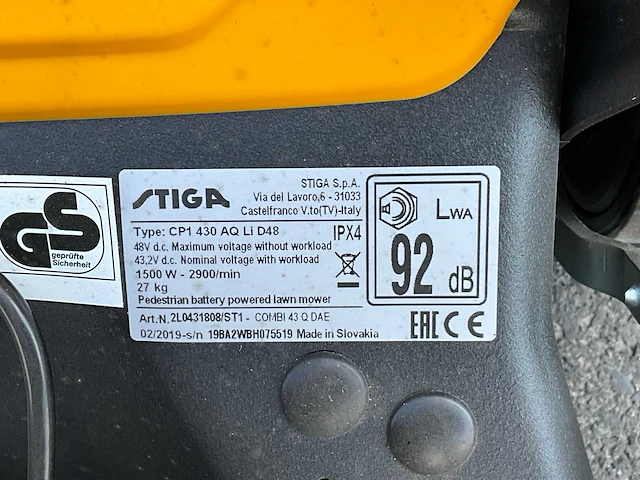 GS
geprüfte
Sicherheit
STIGA
STIGA S.p.A.
Via del Lavoro,6 - 31033
Castelfranco V.to(TV)-Italy
Type: CP1 430 AQ Li D48
IPX4
48V d.c. Maximum voltage without workload
43,2V d.c. Nominal voltage with workload
1500 W - 2900/min
27 kg
Pedestrian battery powered lawn mower
LWA
92 dB
Art.N. 2L0431808/ST1 - COMBI 43 Q DAE
02/2019-s/n 19BA2WBH075519 Made in Slovakia
EAC CE